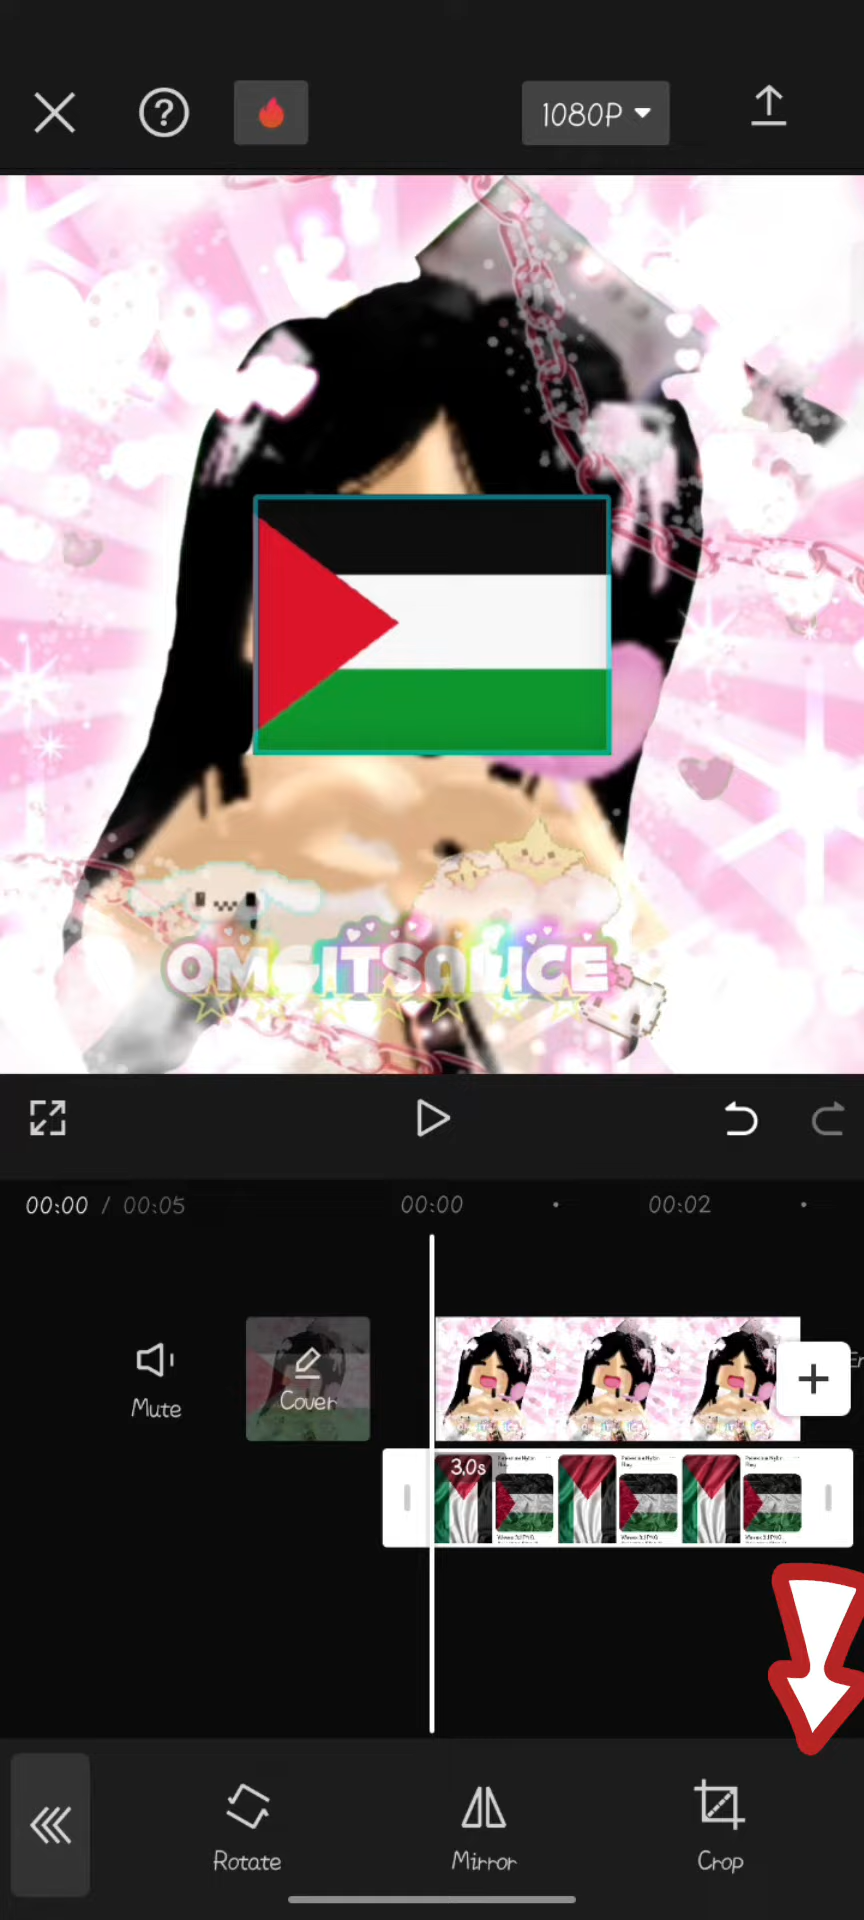 1080P
OMGITSALICE
00:00 / 00:05
00:00
00:02
Mute
Cover
3.0s
Rotate
Mirror
Crop